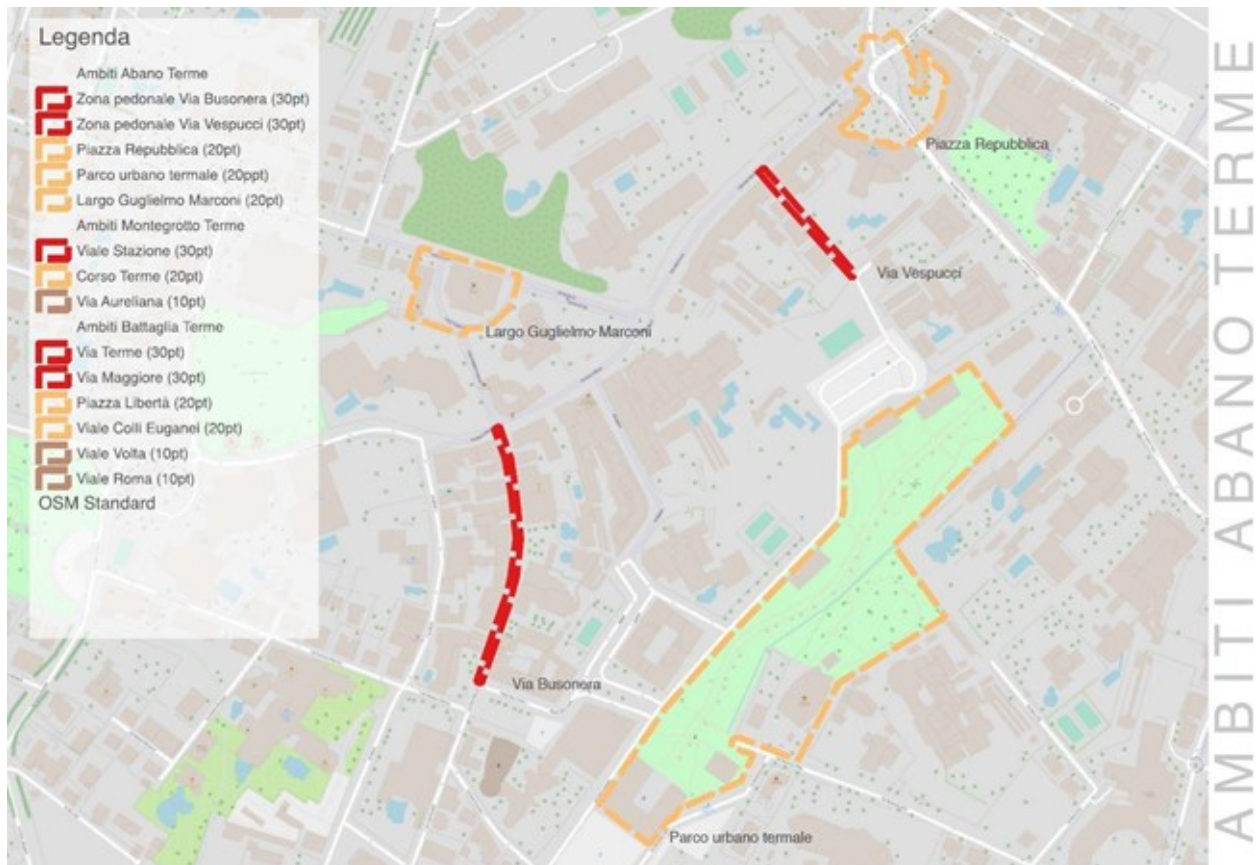 Legenda
Ambiti Abano Terme
Zona pedonale Via Busonera (30pt)
Zona pedonale Via Vespucci (30pt)
Piazza Repubblica (20pt)
Parco urbano termale (20ppt)
Largo Guglielmo Marconi (20pt)
Ambiti Montegrotto Terme
Viale Stazione (30pt)
Corso Terme (20pt)
Via Aureliana (10pt)
Ambiti Battaglia Terme
Via Terme (30pt)
Via Maggiore (30pt)
Piazza Libertà (20pt)
Viale Colli Euganei (20pt)
Viale Volta (10pt)
Viale Roma (10pt)
OSM Standard
Piazza Repubblica
Via Vespucci
Largo Guglielmo Marconi
Via Busonera
Parco urbano termale
AMBITI ABANO TERME